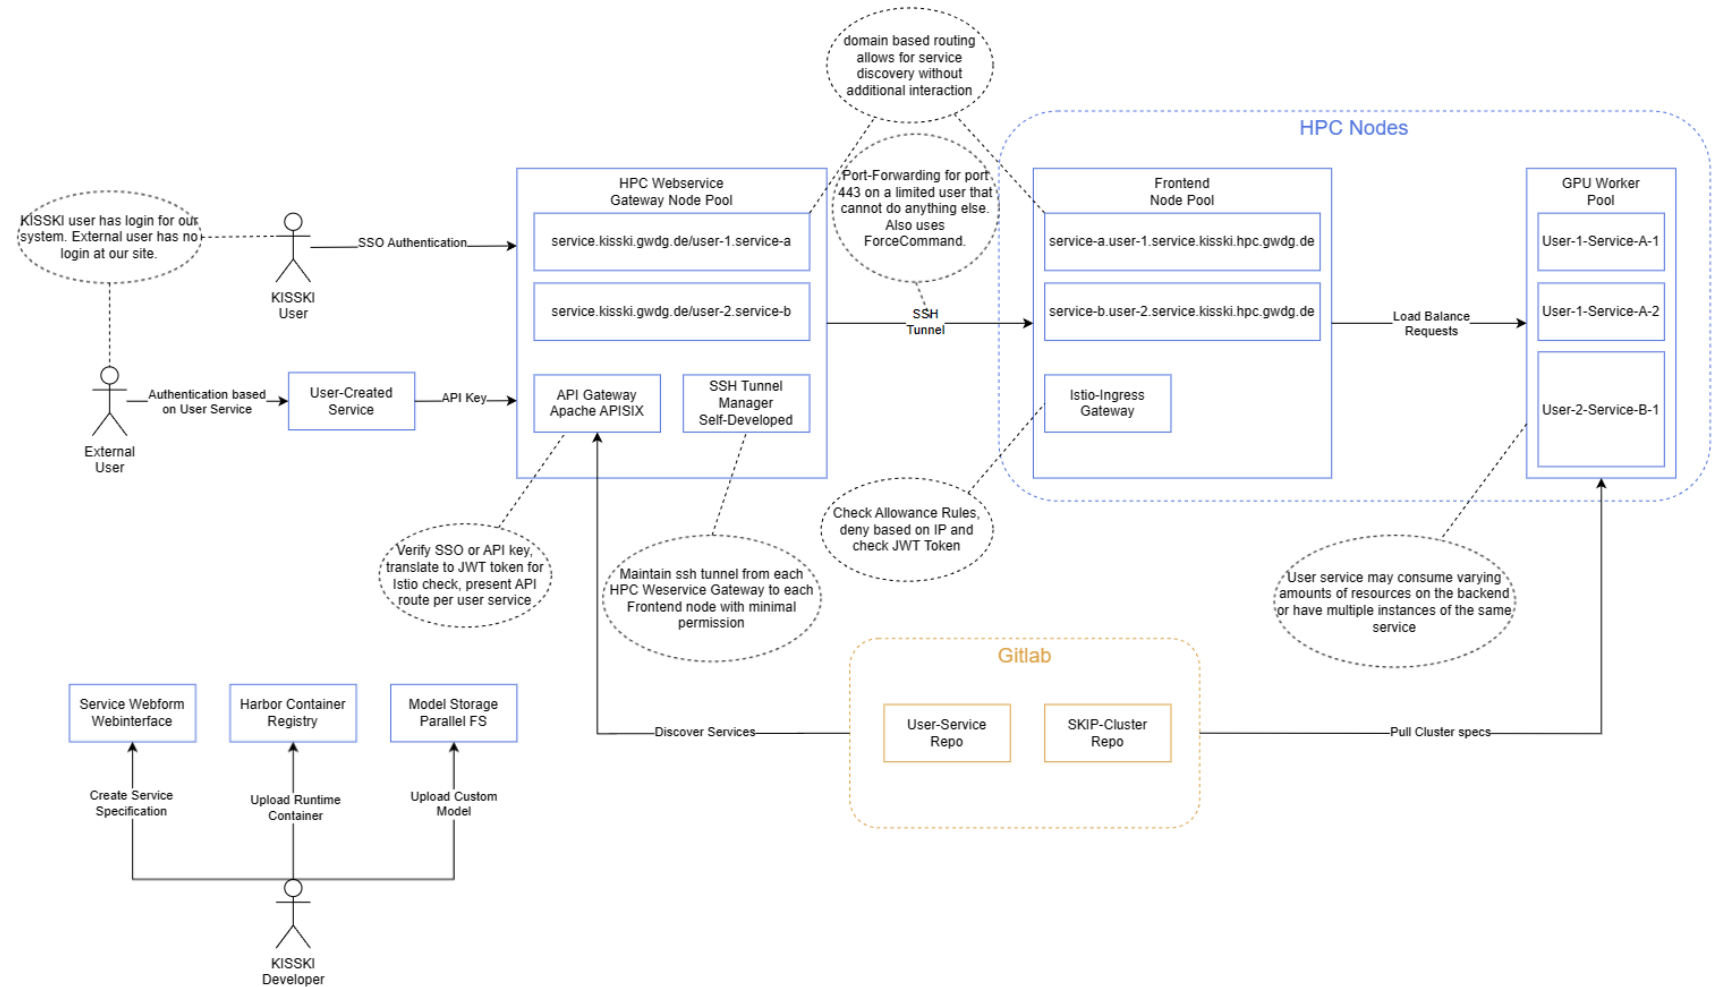 domain based routing
allows for service
discovery without
additional interaction
HPC Nodes
KISSKI user has login for our
system. External user has no
login at our site.
KISSKI
User
SSO Authentication
HPC Webservice
Gateway Node Pool
service.kisski.gwdg.de/user-1.service-a
service.kisski.gwdg.de/user-2.service-b
API Gateway
Apache APISIX
SSH Tunnel
Manager
Self-Developed
Port-Forwarding for port
443 on a limited user that
cannot do anything else.
Also uses
ForceCommand.
SSH
Tunnel
Frontend
Node Pool
service-a.user-1.service.kisski.hpc.gwdg.de
service-b.user-2.service.kisski.hpc.gwdg.de
Istio-Ingress
Gateway
Load Balance
Requests
GPU Worker
Pool
User-1-Service-A-1
User-1-Service-A-2
User-2-Service-B-1
External
User
Authentication based
on User Service
User-Created
Service
API Key
Verify SSO or API key,
translate to JWT token for
Istio check, present API
route per user service
Maintain ssh tunnel from each
HPC Weservice Gateway to each
Frontend node with minimal
permission
Check Allowance Rules,
deny based on IP and
check JWT Token
User service may consume varying
amounts of resources on the backend
or have multiple instances of the same
service
Gitlab
User-Service
Repo
SKIP-Cluster
Repo
Discover Services
Pull Cluster specs
Service Webform
Webinterface
Harbor Container
Registry
Model Storage
Parallel FS
Create Service
Specification
Upload Runtime
Container
Upload Custom
Model
KISSKI
Developer